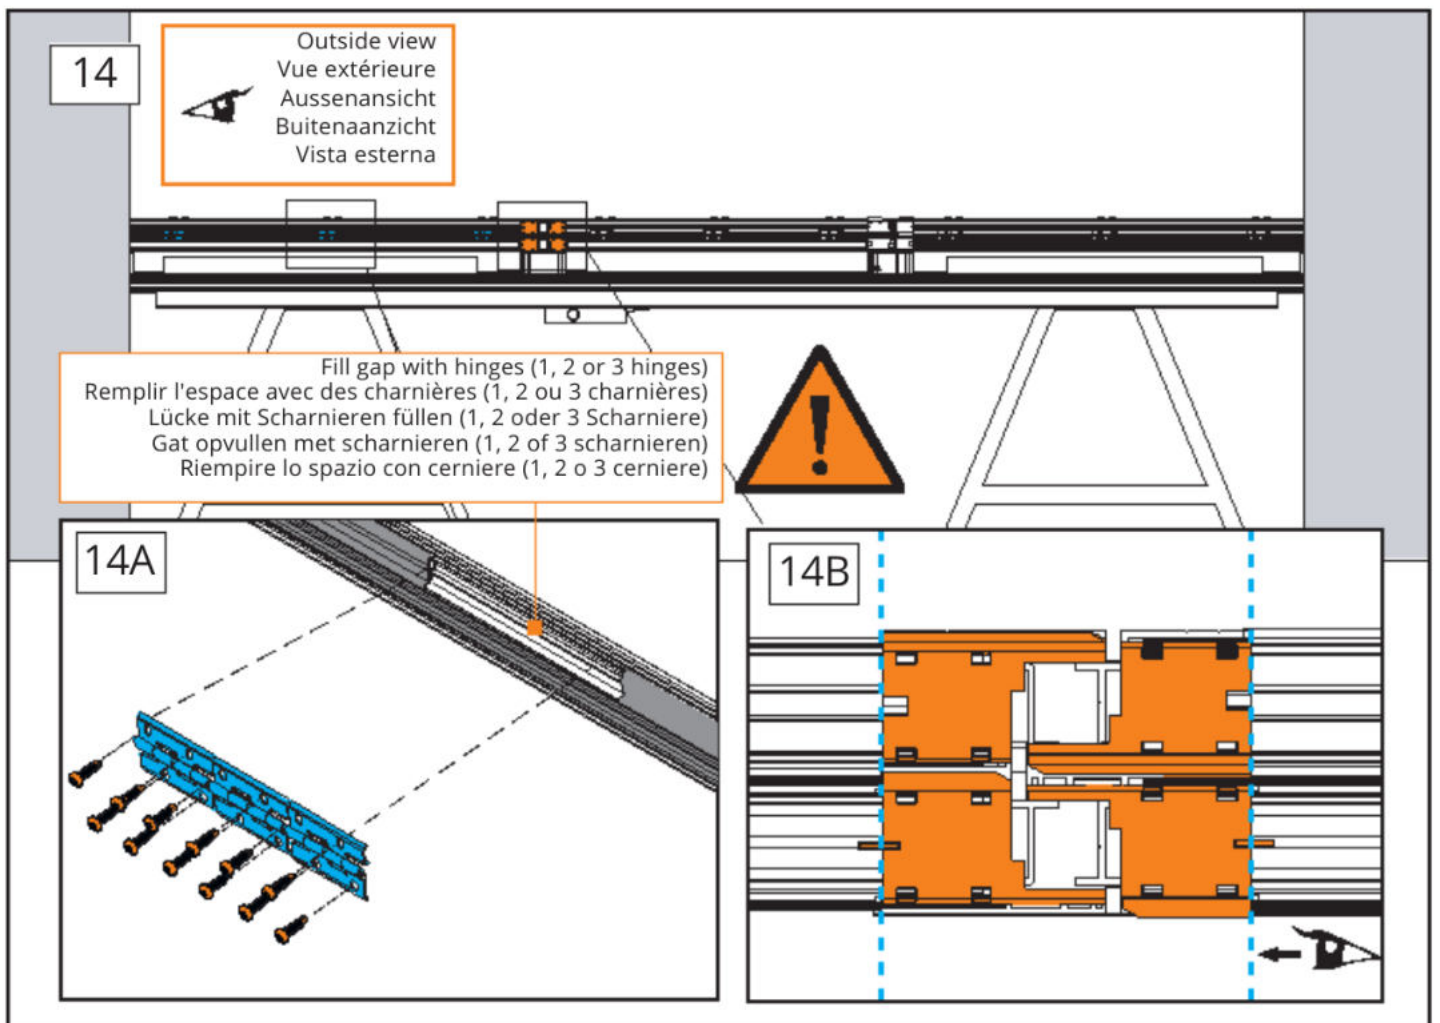 14
Outside view
Vue extérieure
Aussenansicht
Buitenaanzicht
Vista esterna
Fill gap with hinges (1, 2 or 3 hinges)
Remplir l'espace avec des charnières (1, 2 ou 3 charnières)
Lücke mit Scharnieren füllen (1, 2 oder 3 Scharniere)
Gat opvullen met scharnieren (1, 2 of 3 scharnieren)
Riempire lo spazio con cerniere (1, 2 o 3 cerniere)
14A
14B